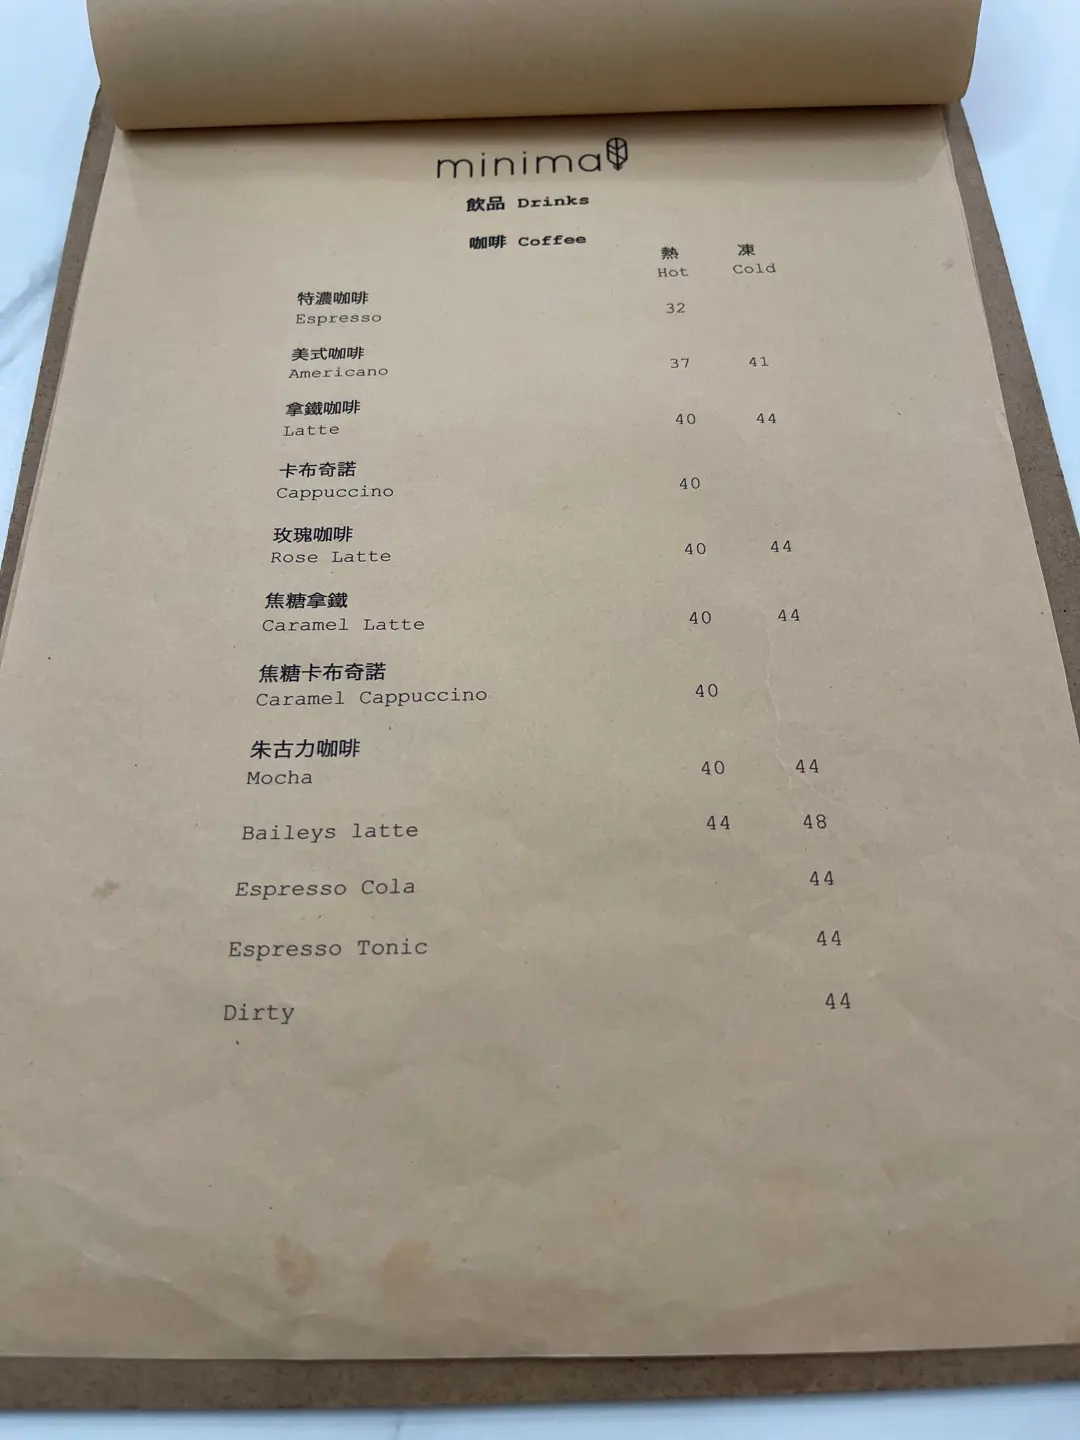 minimal
飲品 Drinks
咖啡 Coffee
熱 凍
Hot Cold
特濃咖啡
Espresso 32
美式咖啡
Americano 37 41
拿鐵咖啡
Latte 40 44
卡布奇諾
Cappuccino 40
玫瑰咖啡
Rose Latte 40 44
焦糖拿鐵
Caramel Latte 40 44
焦糖卡布奇諾
Caramel Cappuccino 40
朱古力咖啡
Mocha 40 44
Baileys latte 44 48
Espresso Cola 44
Espresso Tonic 44
Dirty 44